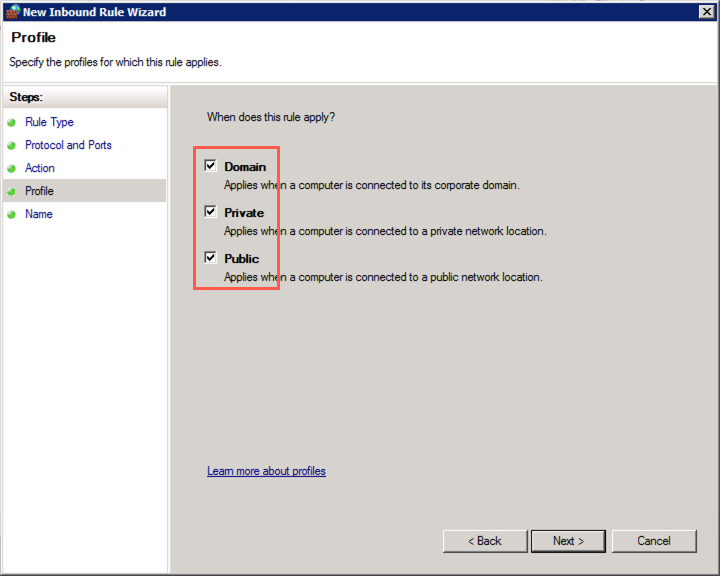 New Inbound Rule Wizard
Profile
Specify the profiles for which this rule applies.
Steps:
Rule Type
Protocol and Ports
Action
Profile
Name
When does this rule apply?
Domain
Applies when a computer is connected to its corporate domain.
Private
Applies when a computer is connected to a private network location.
Public
Applies when a computer is connected to a public network location.
Learn more about profiles
< Back
Next >
Cancel